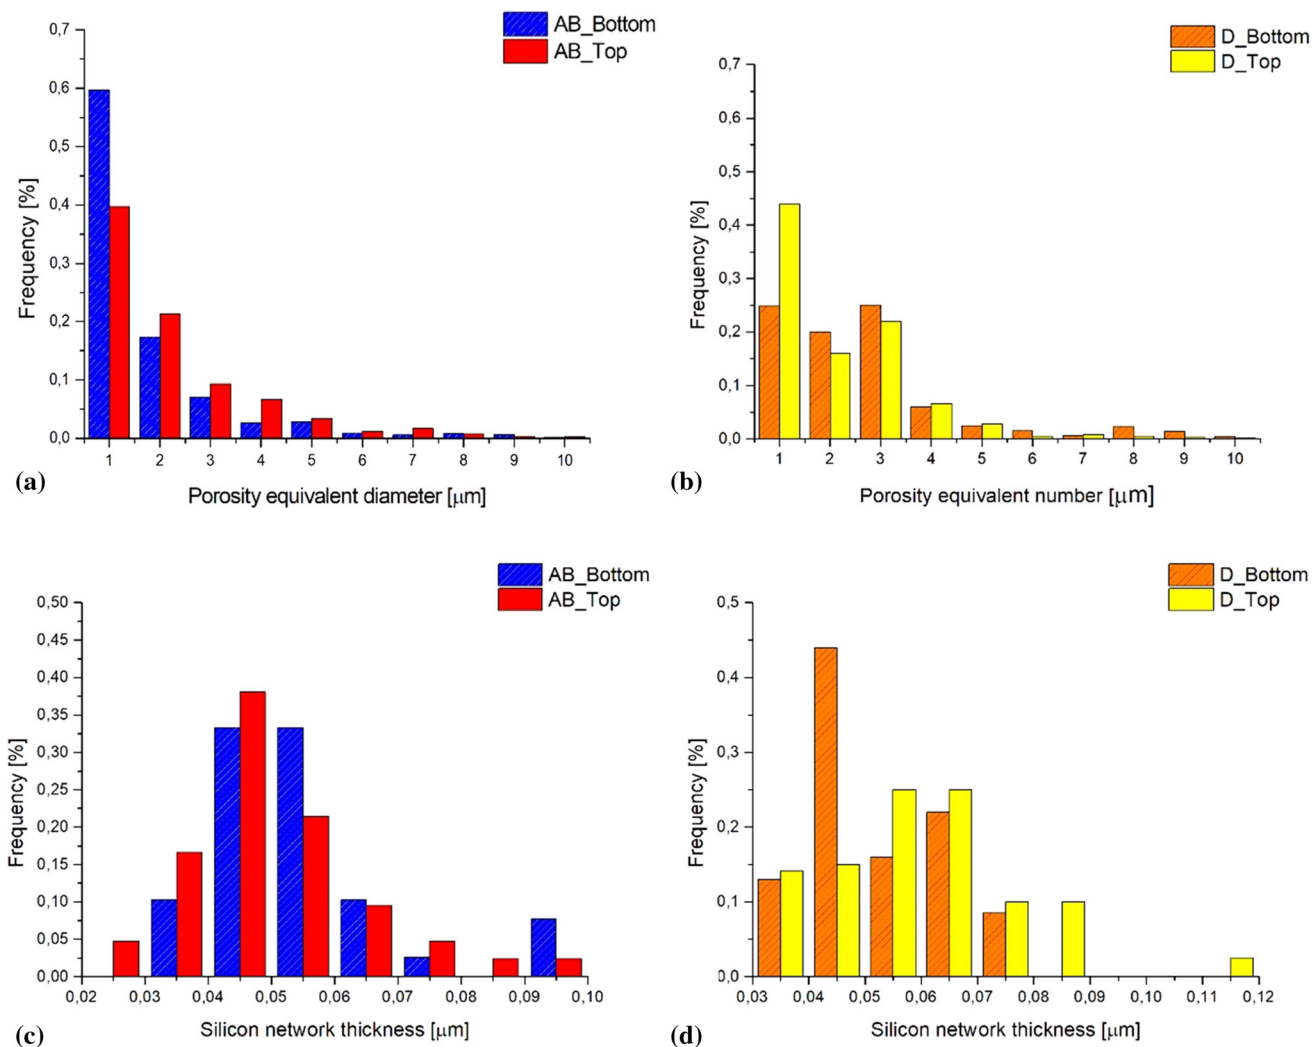 AB_Bottom
AB_Top
0,7
0,6
0,5
0,4
0,3
0,2
0,1
0,0
Frequency [%]
1 2 3 4 5 6 7 8 9 10
Porosity equivalent diameter [μm]
(a)
D_Bottom
D_Top
0,7
0,6
0,5
0,4
0,3
0,2
0,1
0,0
Frequency [%]
1 2 3 4 5 6 7 8 9 10
Porosity equivalent number [μm]
(b)
AB_Bottom
AB_Top
0,50
0,45
0,40
0,35
0,30
0,25
0,20
0,15
0,10
0,05
0,00
Frequency [%]
0,02 0,03 0,04 0,05 0,06 0,07 0,08 0,09 0,10
Silicon network thickness [μm]
(c)
D_Bottom
D_Top
0,5
0,4
0,3
0,2
0,1
0,0
Frequency [%]
0,03 0,04 0,05 0,06 0,07 0,08 0,09 0,10 0,11 0,12
Silicon network thickness [μm]
(d)